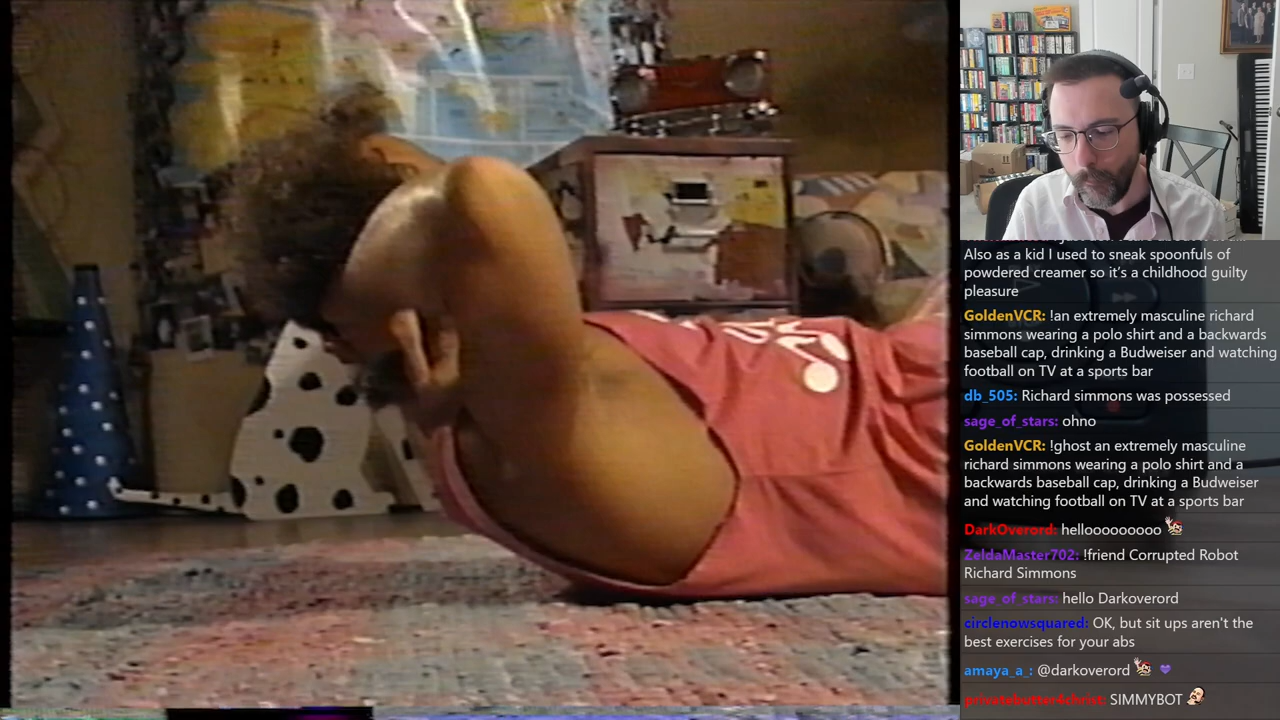 Also as a kid I used to sneak spoonfuls of
powdered creamer so it's a childhood guilty
pleasure
GoldenVCR: !an extremely masculine richard
simmons wearing a polo shirt and a backwards
baseball cap, drinking a Budweiser and watching
football on TV at a sports bar
db_505: Richard simmons was possessed
sage_of_stars: ohno
GoldenVCR: !ghost an extremely masculine
richard simmons wearing a polo shirt and a
backwards baseball cap, drinking a Budweiser
and watching football on TV at a sports bar
DarkOverord: hellooooooooo
ZeldaMaster702: !friend Corrupted Robot
Richard Simmons
sage_of_stars: hello Darkoverord
circlenowsquared: OK, but sit ups aren't the
best exercises for your abs
amaya_a_: @darkoverord
privatebutter4christ: SIMMYBOT